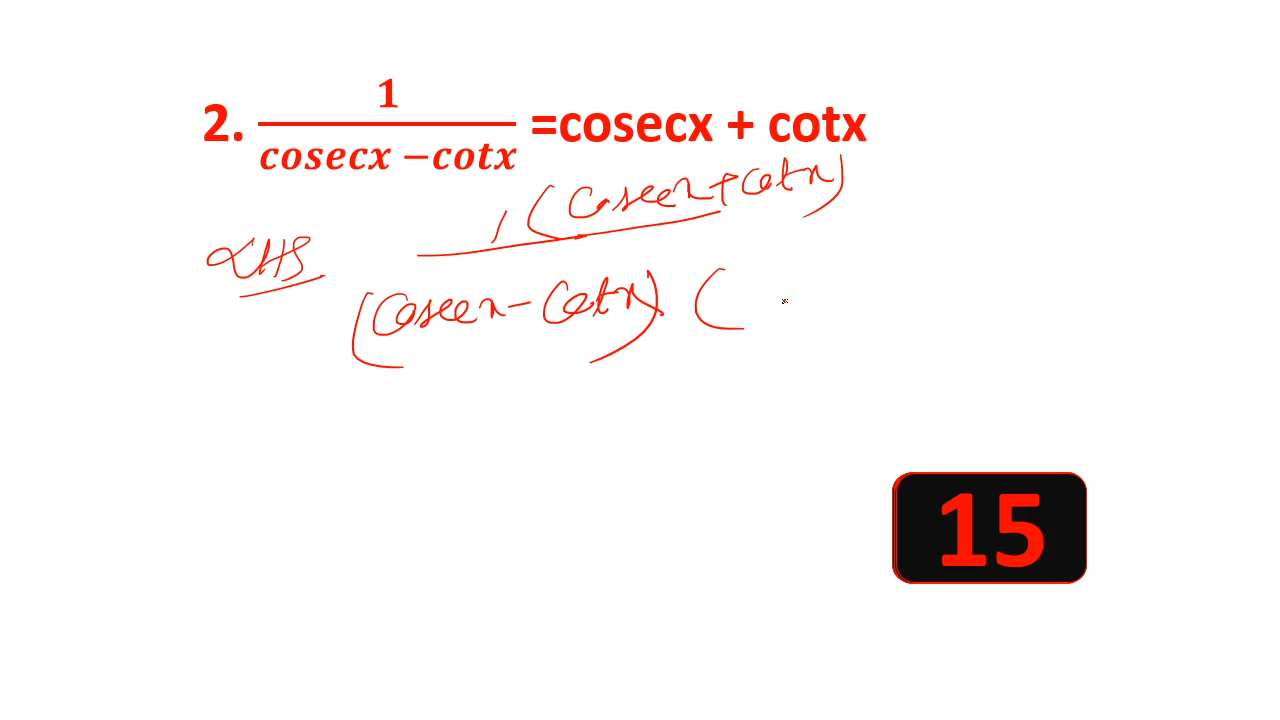 2. 1/(cosecx −cotx) =cosecx + cotx
LHS
1 (cosecx+cotx)
(cosecx − cotx) (
15